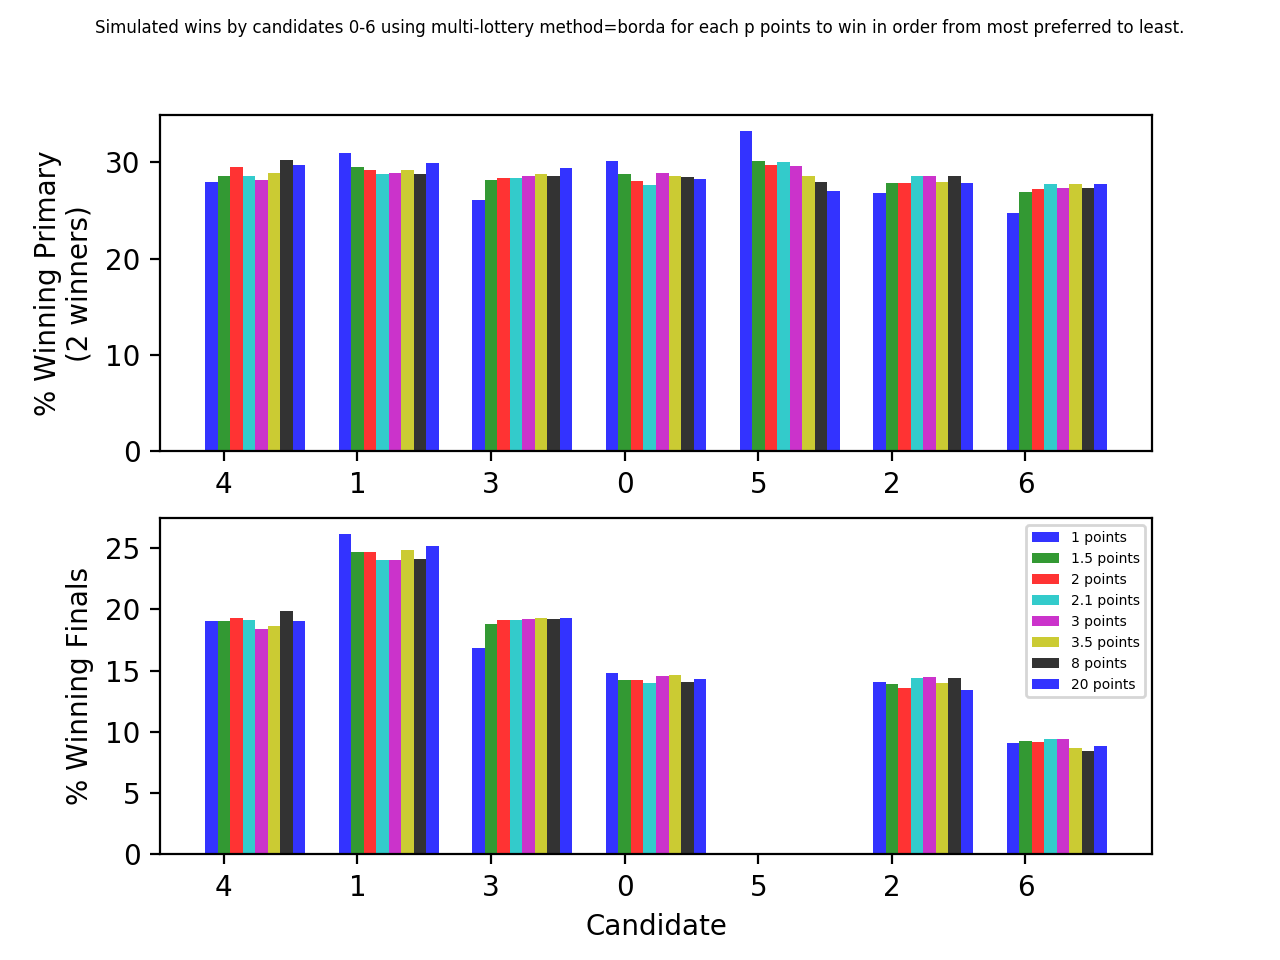 Simulated wins by candidates 0-6 using multi-lottery method=borda for each p points to win in order from most preferred to least.
% Winning Primary
(2 winners)
30
20
10
0
4 1 3 0 5 2 6
% Winning Finals
25
20
15
10
5
0
1 points
1.5 points
2 points
2.1 points
3 points
3.5 points
8 points
20 points
4 1 3 0 5 2 6
Candidate